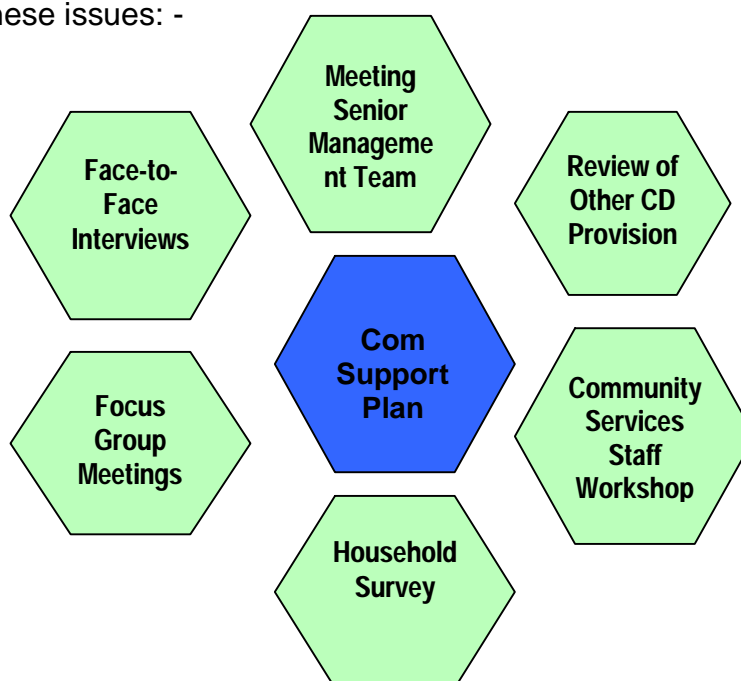 hese issues: -
Meeting
Senior
Manageme
nt Team
Face-to-
Face
Interviews
Review of
Other CD
Provision
Com
Support
Plan
Focus
Group
Meetings
Community
Services
Staff
Workshop
Household
Survey